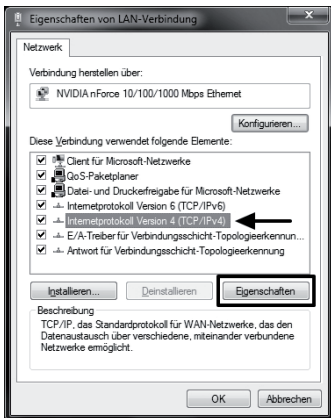 Eigenschaften von LAN-Verbindung
Netzwerk
Verbindung herstellen über:
NVIDIA nForce 10/100/1000 Mbps Ethernet
Konfigurieren...
Diese Verbindung verwendet folgende Elemente:
Client für Microsoft-Netzwerke
QoS-Paketplaner
Datei- und Druckerfreigabe für Microsoft-Netzwerke
Internetprotokoll Version 6 (TCP/IPv6)
Internetprotokoll Version 4 (TCP/IPv4)
E/A-Treiber für Verbindungsschicht-Topologieerkennun...
Antwort für Verbindungsschicht-Topologieerkennung
Installieren...
Deinstallieren
Eigenschaften
Beschreibung
TCP/IP, das Standardprotokoll für WAN-Netzwerke, das den
Datenaustausch über verschiedene, miteinander verbundene
Netzwerke ermöglicht.
OK
Abbrechen